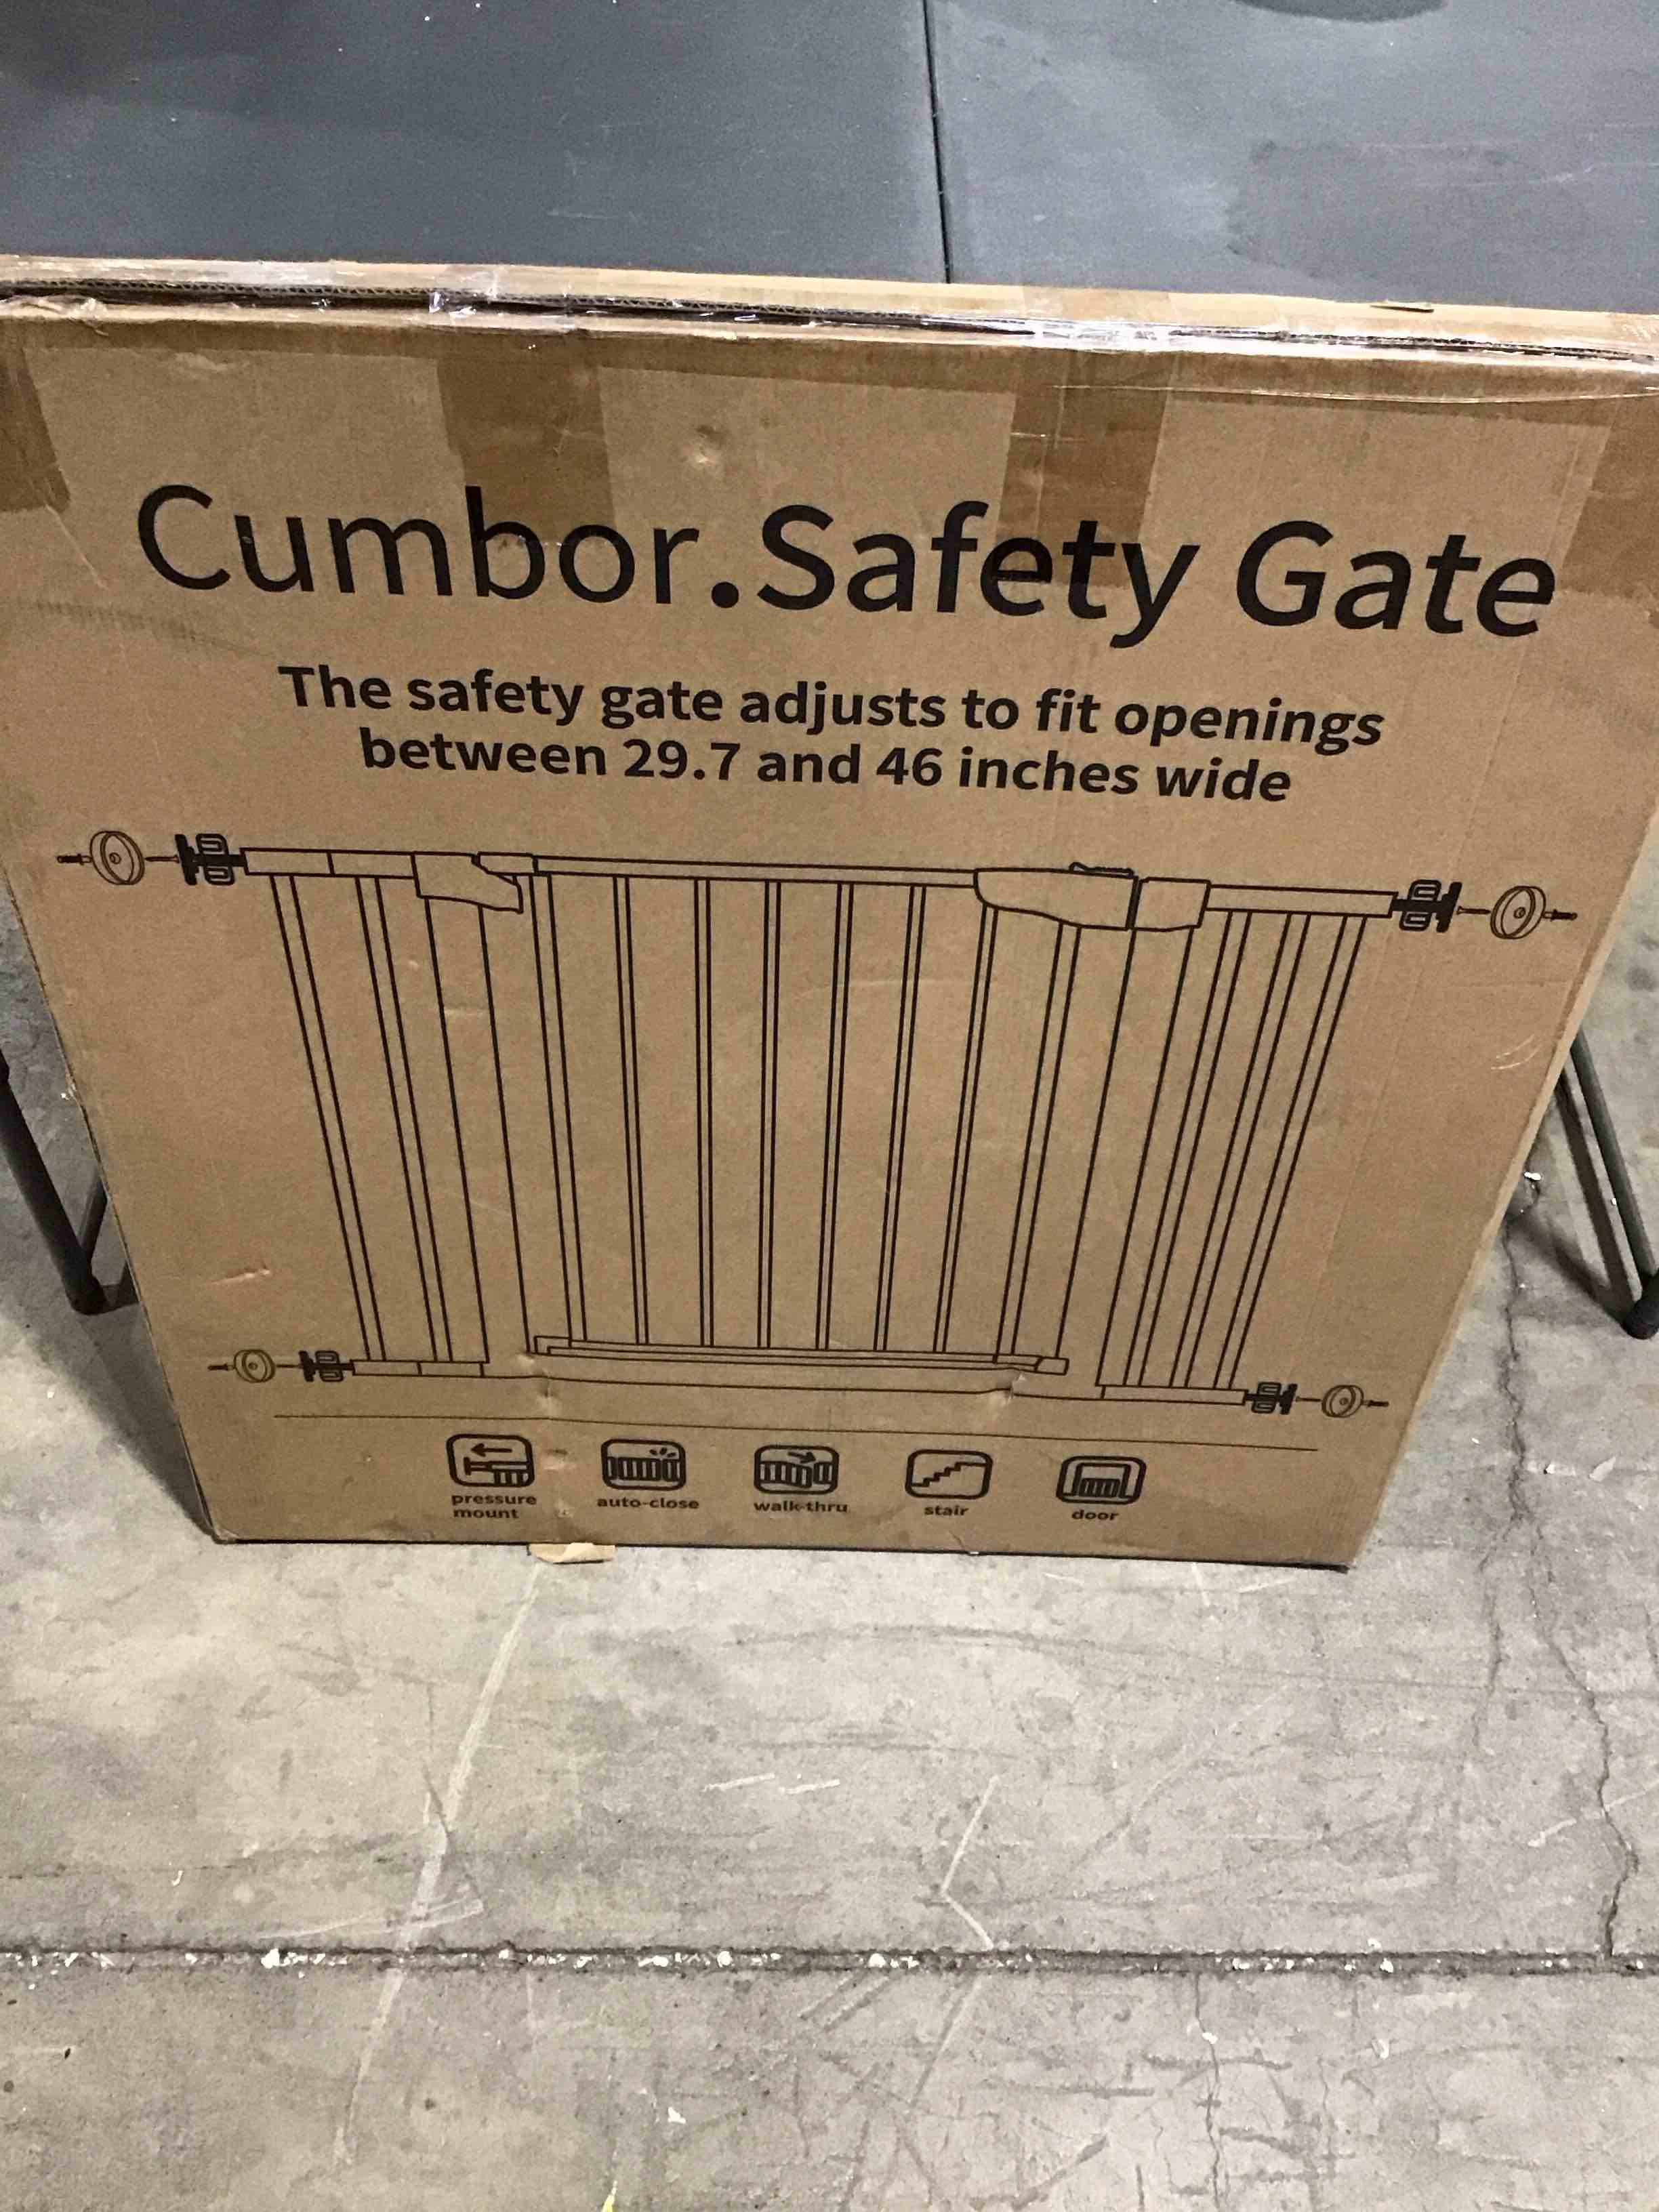 Cumbor.Safety Gate
The safety gate adjusts to fit openings
between 29.7 and 46 inches wide
pressure
mount
auto-close
walk-thru
stair
door